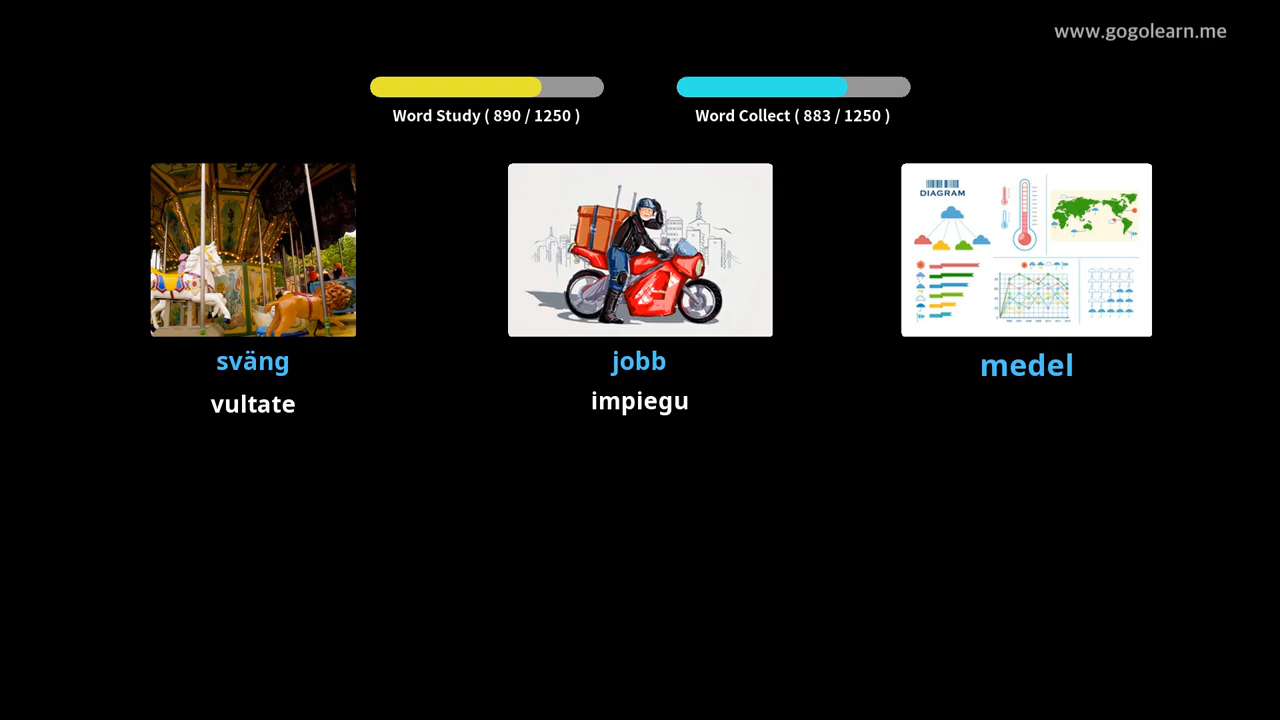 www.gogolearn.me
Word Study ( 890 / 1250 )
Word Collect ( 883 / 1250 )
DIAGRAM
sväng
jobb
medel
vultate
impiegu